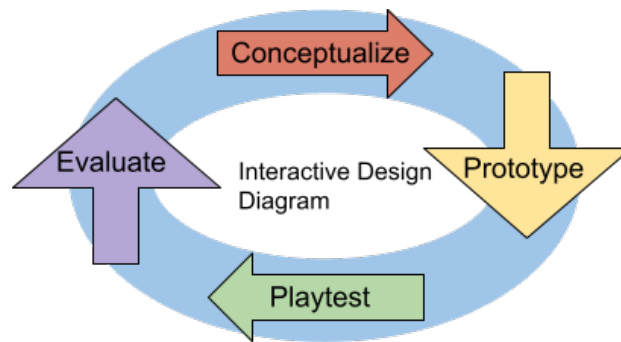 Conceptualize
Evaluate
Interactive Design
Diagram
Prototype
Playtest